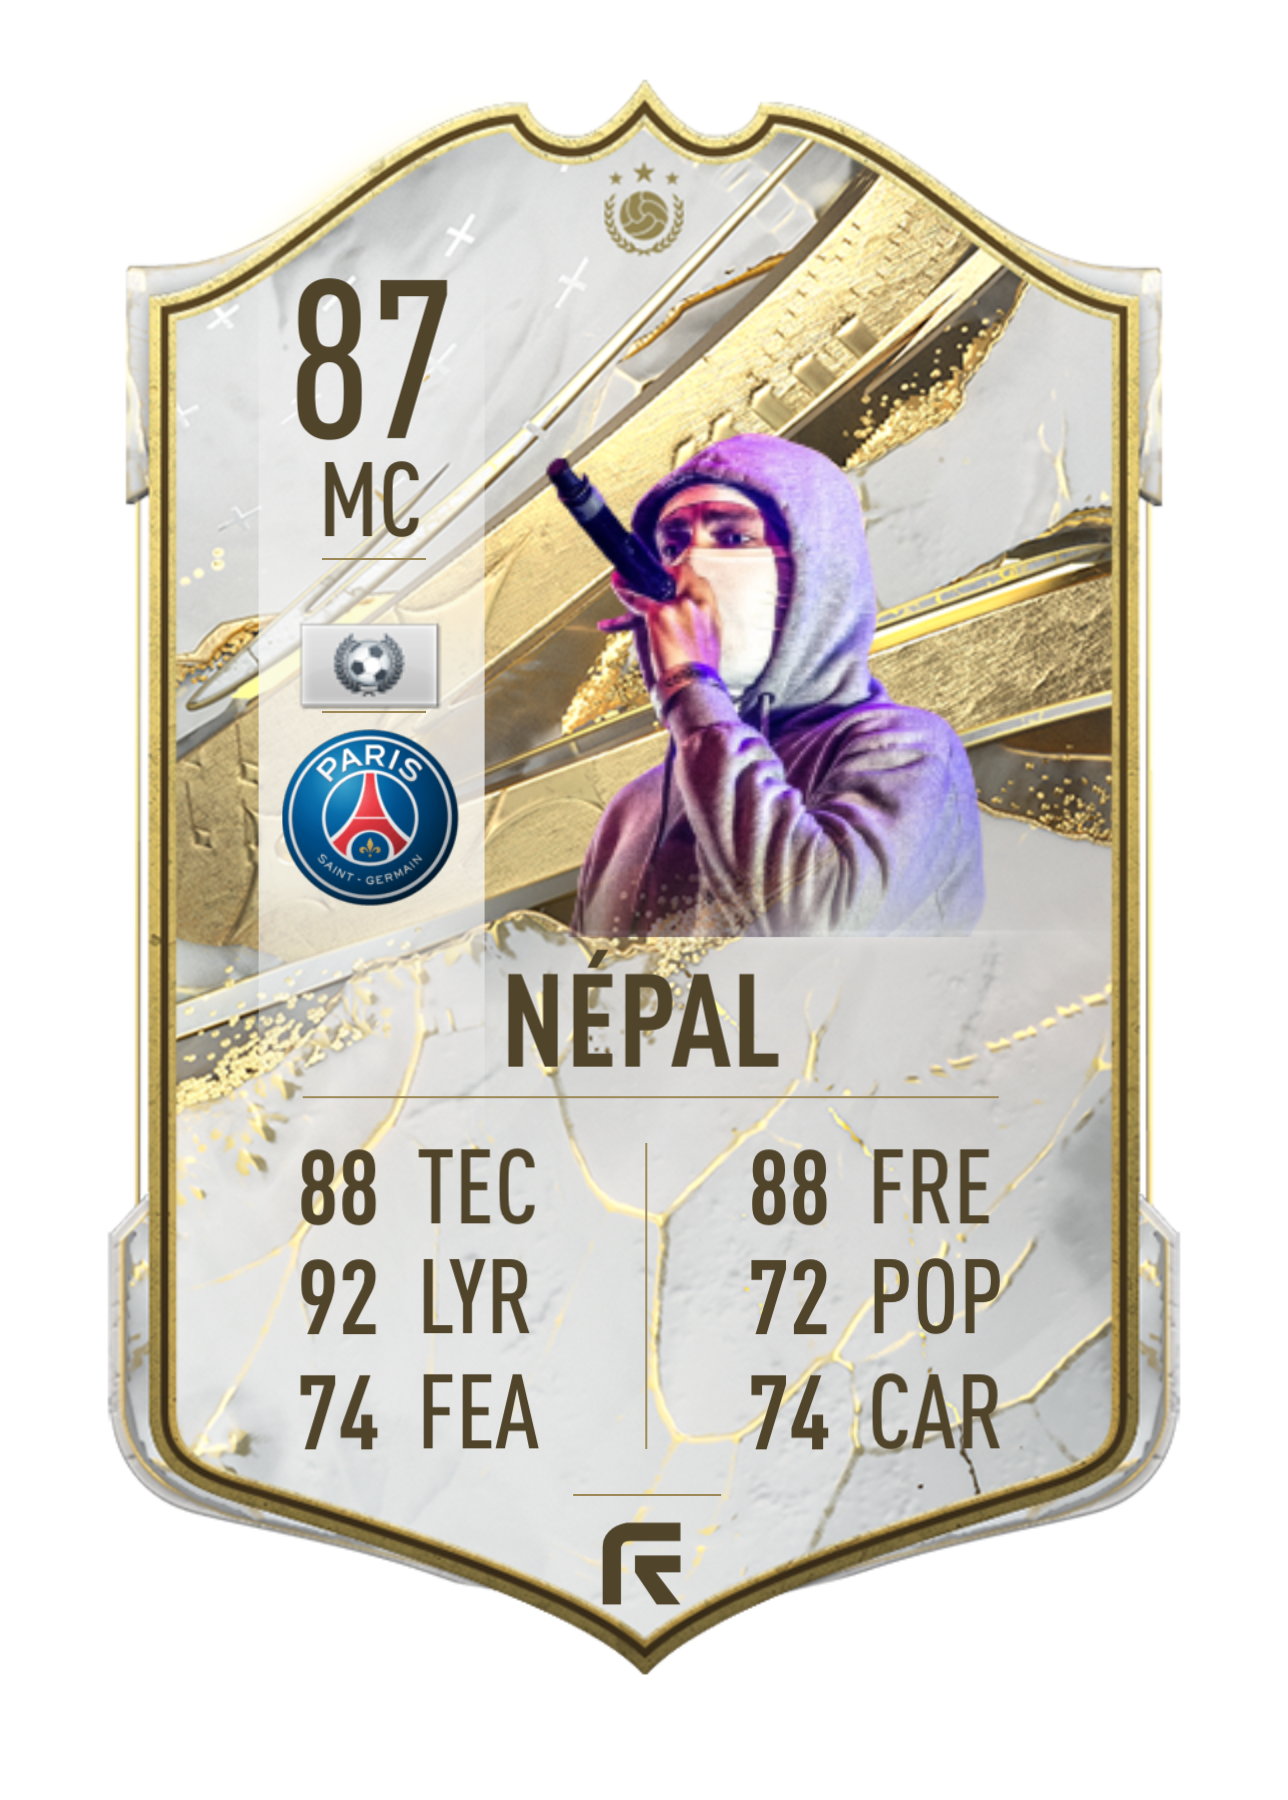 87
MC
PARIS
SAINT - GERMAIN
NÉPAL
88 TEC
92 LYR
74 FEA
88 FRE
72 POP
74 CAR